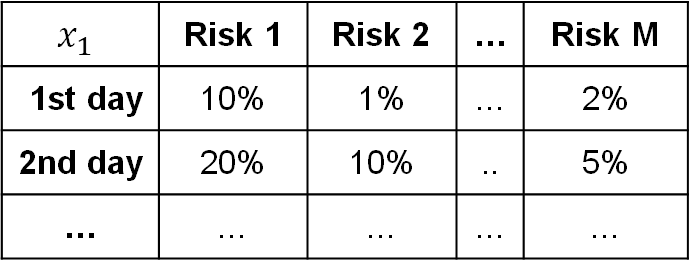 x₁ Risk 1 Risk 2 ... Risk M
1st day 10% 1% ... 2%
2nd day 20% 10% .. 5%
... ... ... ... ...